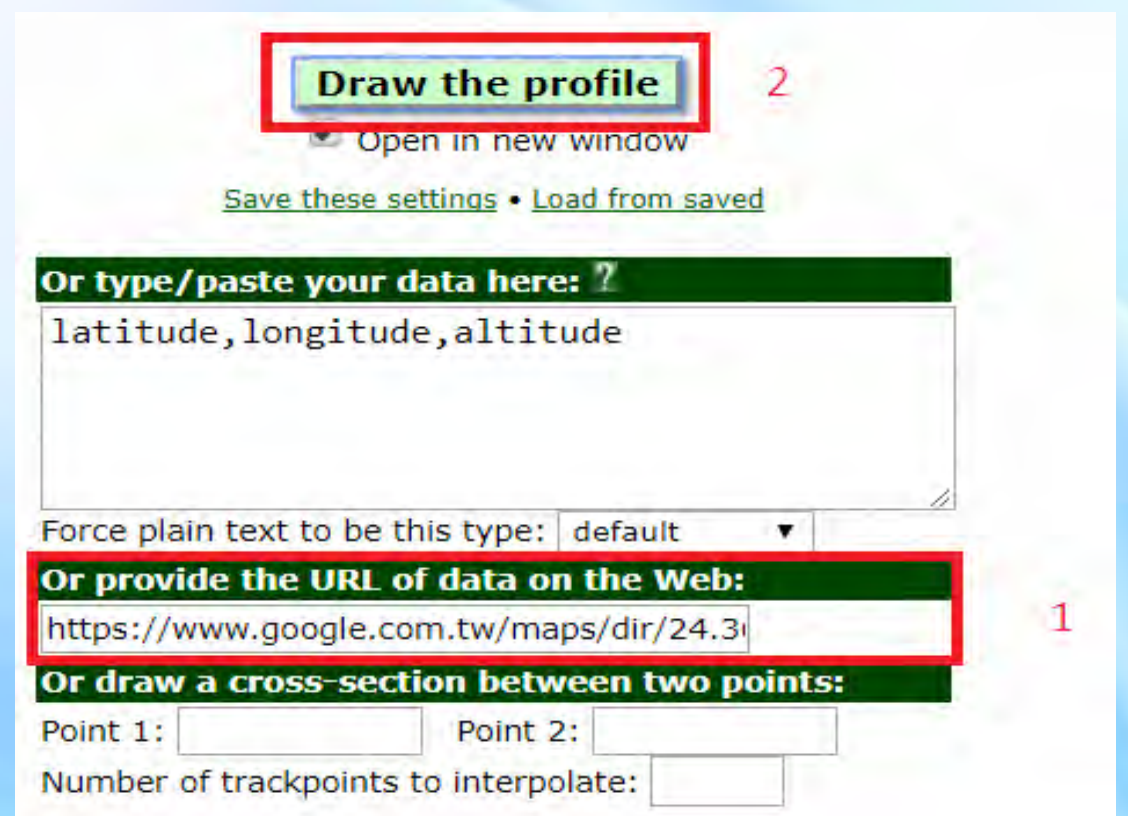 Draw the profile 2
Open in new window
Save these settings • Load from saved
Or type/paste your data here: ?
latitude,longitude,altitude
Force plain text to be this type: default ▼
Or provide the URL of data on the Web:
https://www.google.com.tw/maps/dir/24.3 1
Or draw a cross-section between two points:
Point 1: Point 2:
Number of trackpoints to interpolate: